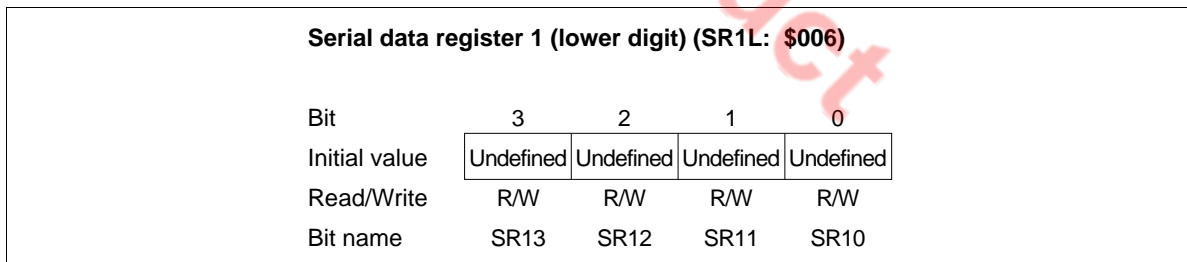 Serial data register 1 (lower digit) (SR1L: $006)
Bit 3 2 1 0
Initial value Undefined Undefined Undefined Undefined
Read/Write R/W R/W R/W R/W
Bit name SR13 SR12 SR11 SR10